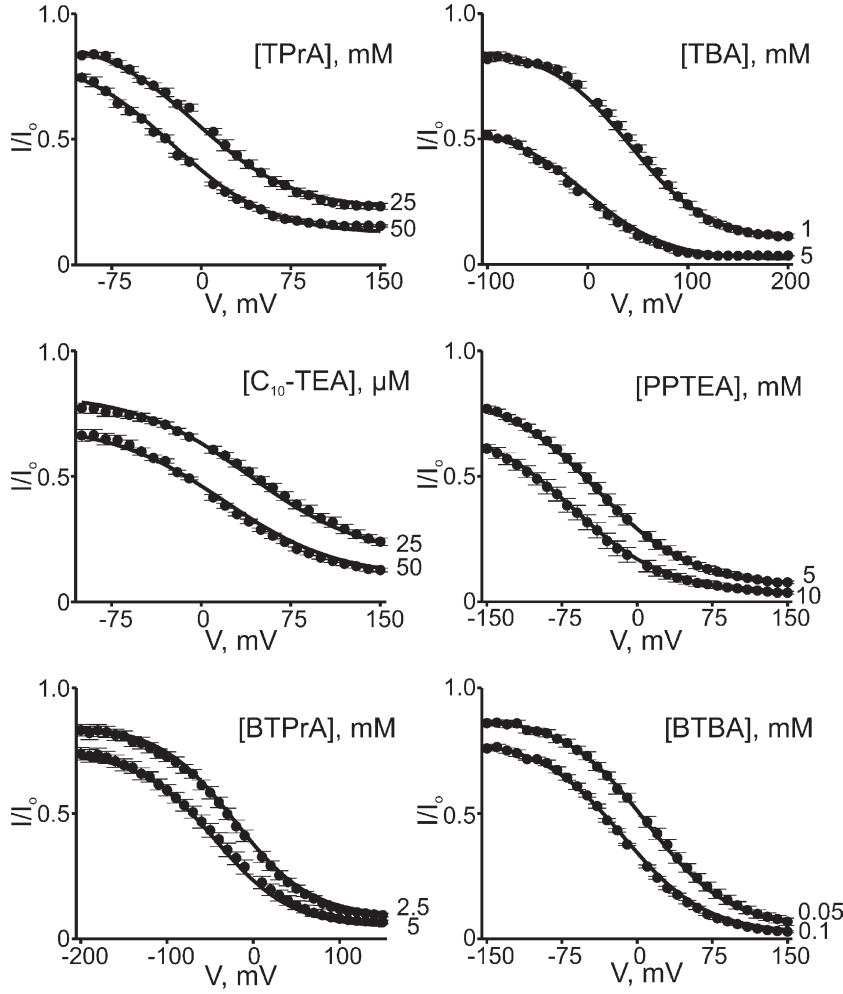 1.0
[TPrA], mM
I/Io
0.5
25
50
0
-75 0 75 150
V, mV
1.0
[TBA], mM
I/Io
0.5
1
5
0
-100 0 100 200
V, mV
1.0
[C10-TEA], µM
I/Io
0.5
25
50
0
-75 0 75 150
V, mV
1.0
[PPTEA], mM
I/Io
0.5
5
10
0
-150 -75 0 75 150
V, mV
1.0
[BTPrA], mM
I/Io
0.5
2.5
5
0
-200 -100 0 100
V, mV
1.0
[BTBA], mM
I/Io
0.5
0.05
0.1
0
-150 -75 0 75 150
V, mV